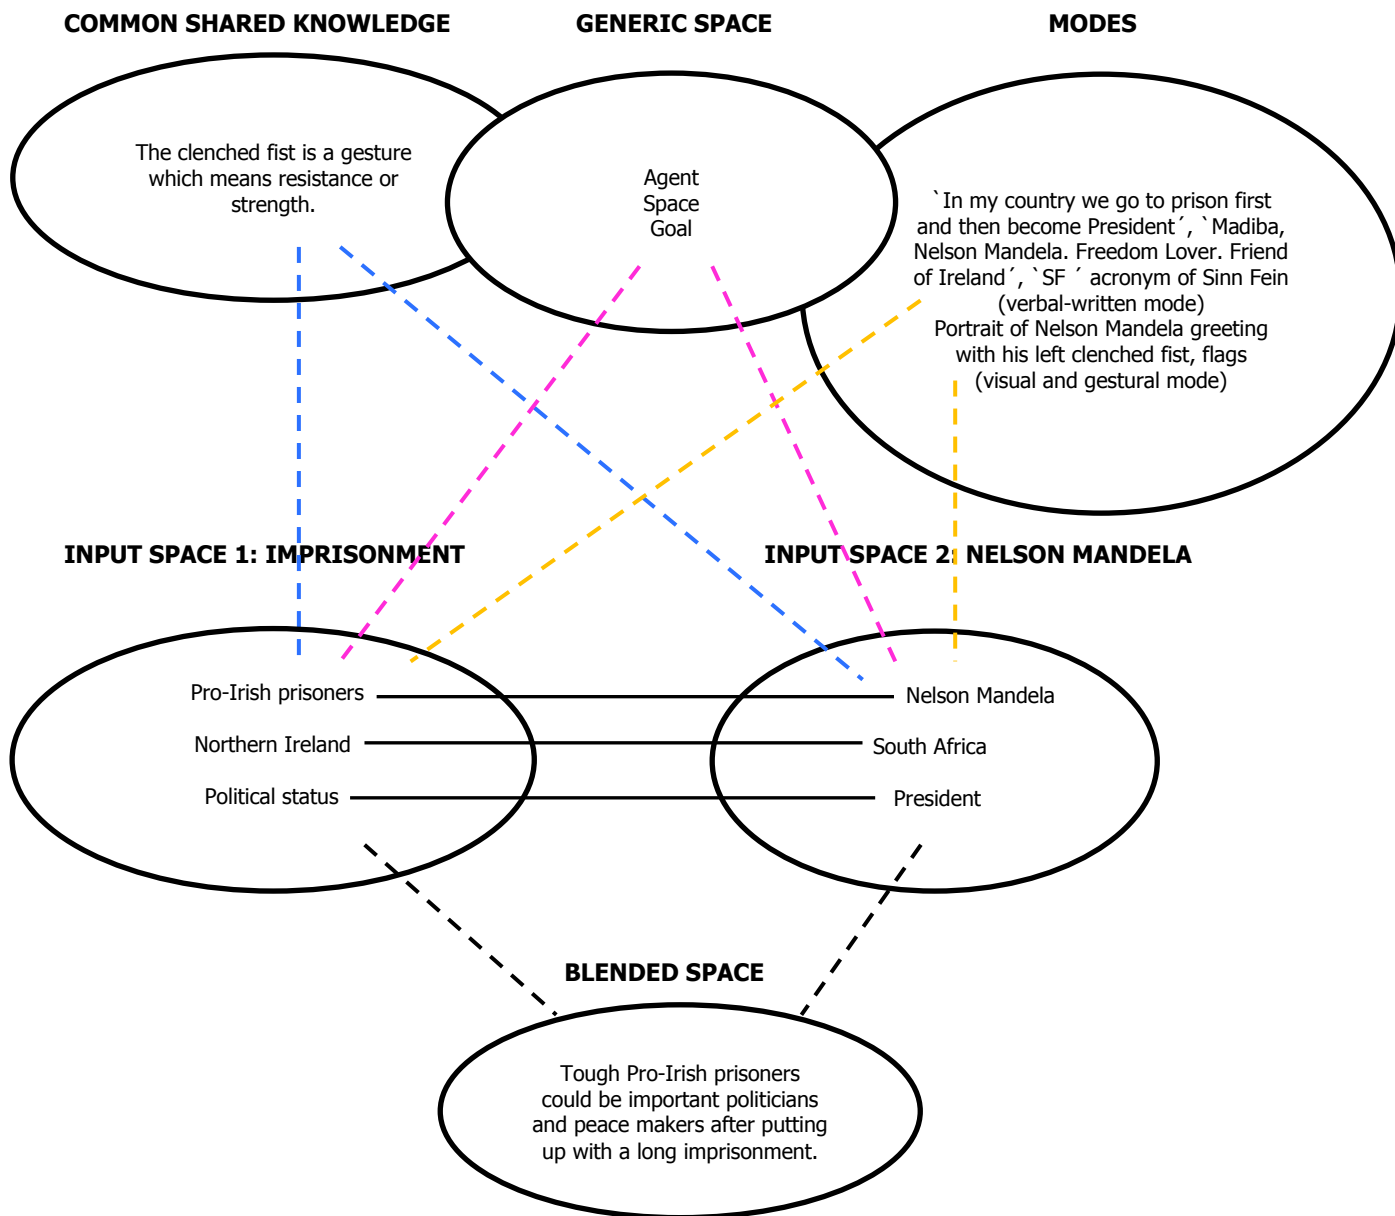 COMMON SHARED KNOWLEDGE
GENERIC SPACE
MODES
The clenched fist is a gesture
which means resistance or
strength.
Agent
Space
Goal
`In my country we go to prison first
and then become President´, `Madiba,
Nelson Mandela. Freedom Lover. Friend
of Ireland´, `SF ´ acronym of Sinn Fein
(verbal-written mode)
Portrait of Nelson Mandela greeting
with his left clenched fist, flags
(visual and gestural mode)
INPUT SPACE 1: IMPRISONMENT
INPUT SPACE 2: NELSON MANDELA
Pro-Irish prisoners
Northern Ireland
Political status
Nelson Mandela
South Africa
President
BLENDED SPACE
Tough Pro-Irish prisoners
could be important politicians
and peace makers after putting
up with a long imprisonment.